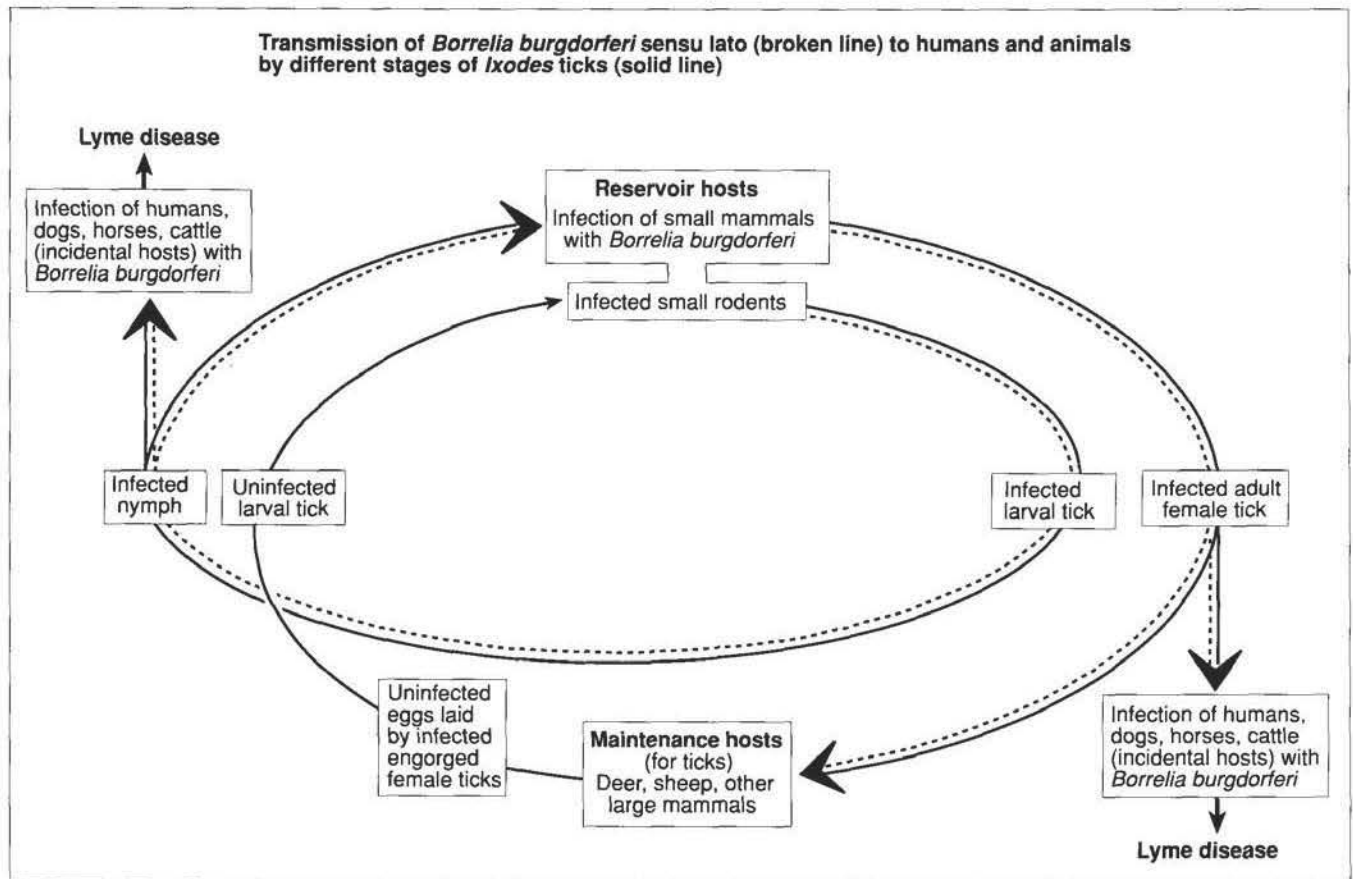 Transmission of Borrelia burgdorferi sensu lato (broken line) to humans and animals
by different stages of Ixodes ticks (solid line)
Lyme disease
Infection of humans,
dogs, horses, cattle
(incidental hosts) with
Borrelia burgdorferi
Reservoir hosts
Infection of small mammals
with Borrelia burgdorferi
Infected small rodents
Infected
nymph
Uninfected
larval tick
Infected
larval tick
Infected adult
female tick
Uninfected
eggs laid
by infected
engorged
female ticks
Maintenance hosts
(for ticks)
Deer, sheep, other
large mammals
Infection of humans,
dogs, horses, cattle
(incidental hosts) with
Borrelia burgdorferi
Lyme disease